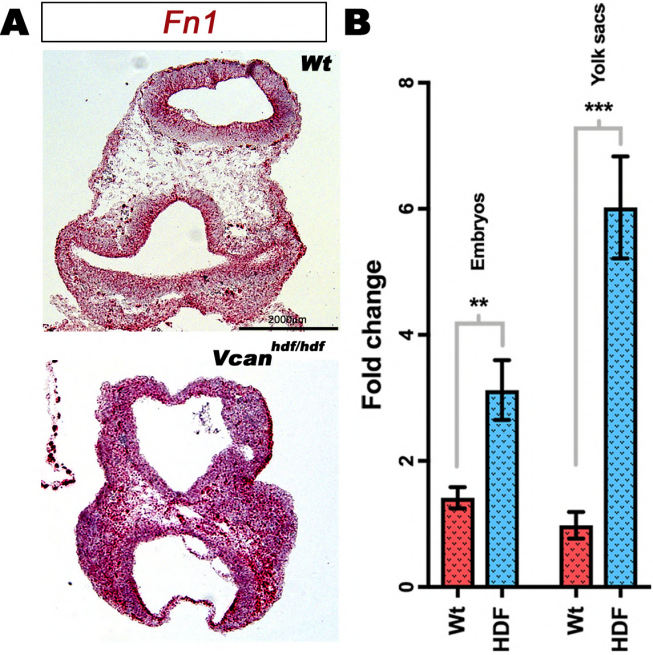 A
Fn1
Wt
2000μm
hdf/hdf
Vcan
B
Fold change
8
6
4
2
0
Embryos
**
Yolk sacs
***
Wt
HDF
Wt
HDF